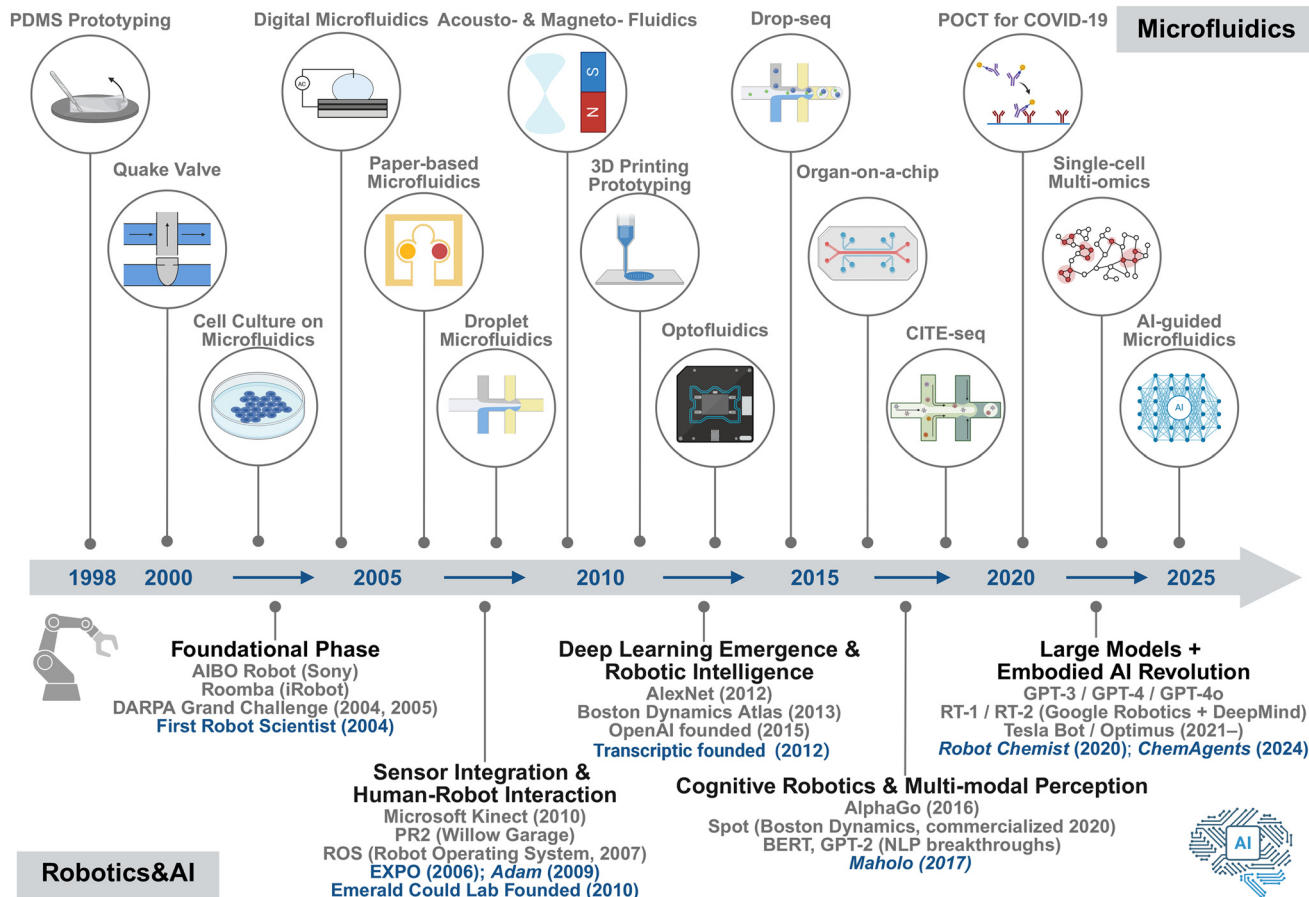 PDMS Prototyping
Digital Microfluidics
Acousto- & Magneto- Fluidics
Drop-seq
POCT for COVID-19
Microfluidics
AC
S
N
Quake Valve
Paper-based
Microfluidics
3D Printing
Prototyping
Organ-on-a-chip
Single-cell
Multi-omics
Cell Culture on
Microfluidics
Droplet
Microfluidics
Optofluidics
CITE-seq
AI-guided
Microfluidics
AI
1998
2000
2005
2010
2015
2020
2025
Foundational Phase
AIBO Robot (Sony)
Roomba (iRobot)
DARPA Grand Challenge (2004, 2005)
First Robot Scientist (2004)
Sensor Integration &
Human-Robot Interaction
Microsoft Kinect (2010)
PR2 (Willow Garage)
ROS (Robot Operating System, 2007)
EXPO (2006); Adam (2009)
Emerald Could Lab Founded (2010)
Deep Learning Emergence &
Robotic Intelligence
AlexNet (2012)
Boston Dynamics Atlas (2013)
OpenAI founded (2015)
Transcriptic founded (2012)
Cognitive Robotics & Multi-modal Perception
AlphaGo (2016)
Spot (Boston Dynamics, commercialized 2020)
BERT, GPT-2 (NLP breakthroughs)
Maholo (2017)
Large Models +
Embodied AI Revolution
GPT-3 / GPT-4 / GPT-4o
RT-1 / RT-2 (Google Robotics + DeepMind)
Tesla Bot / Optimus (2021–)
Robot Chemist (2020); ChemAgents (2024)
Robotics&AI
AI